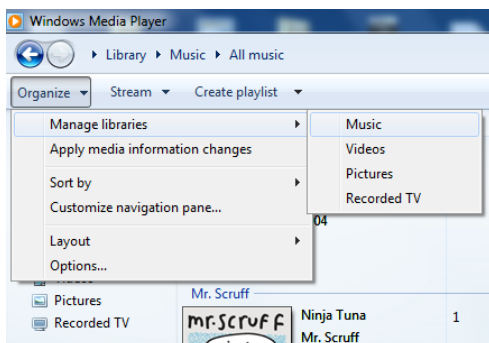 Windows Media Player
Library Music All music
Organize Stream Create playlist
Manage libraries
Apply media information changes
Sort by
Customize navigation pane...
Layout
Options...
Music
Videos
Pictures
Recorded TV
04
Pictures
Recorded TV
Mr. Scruff
mr.scruff
Ninja Tuna
Mr. Scruff
1